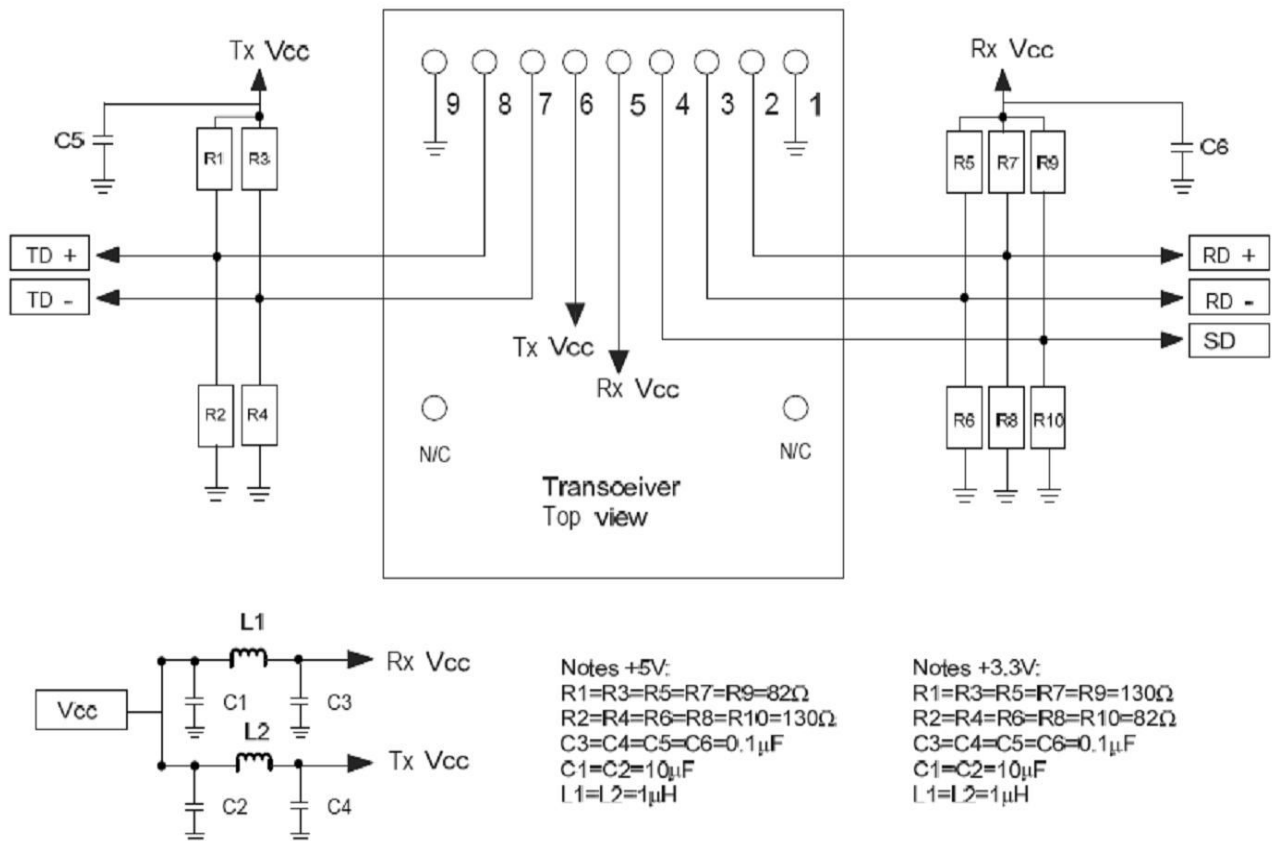 Tx Vcc
Rx Vcc
9 8 7 6 5 4 3 2 1
C5
R1
R3
R5
R7
R9
C6
TD +
RD +
TD -
RD -
SD
Tx Vcc
Rx Vcc
R2
R4
R6
R8
R10
N/C
N/C
Transceiver
Top view
L1
Rx Vcc
C1
C3
Vcc
L2
Tx Vcc
C2
C4
Notes +5V:
R1=R3=R5=R7=R9=82Ω
R2=R4=R6=R8=R10=130Ω
C3=C4=C5=C6=0.1μF
C1=C2=10μF
L1=L2=1μH
Notes +3.3V:
R1=R3=R5=R7=R9=130Ω
R2=R4=R6=R8=R10=82Ω
C3=C4=C5=C6=0.1μF
C1=C2=10μF
L1=L2=1μH